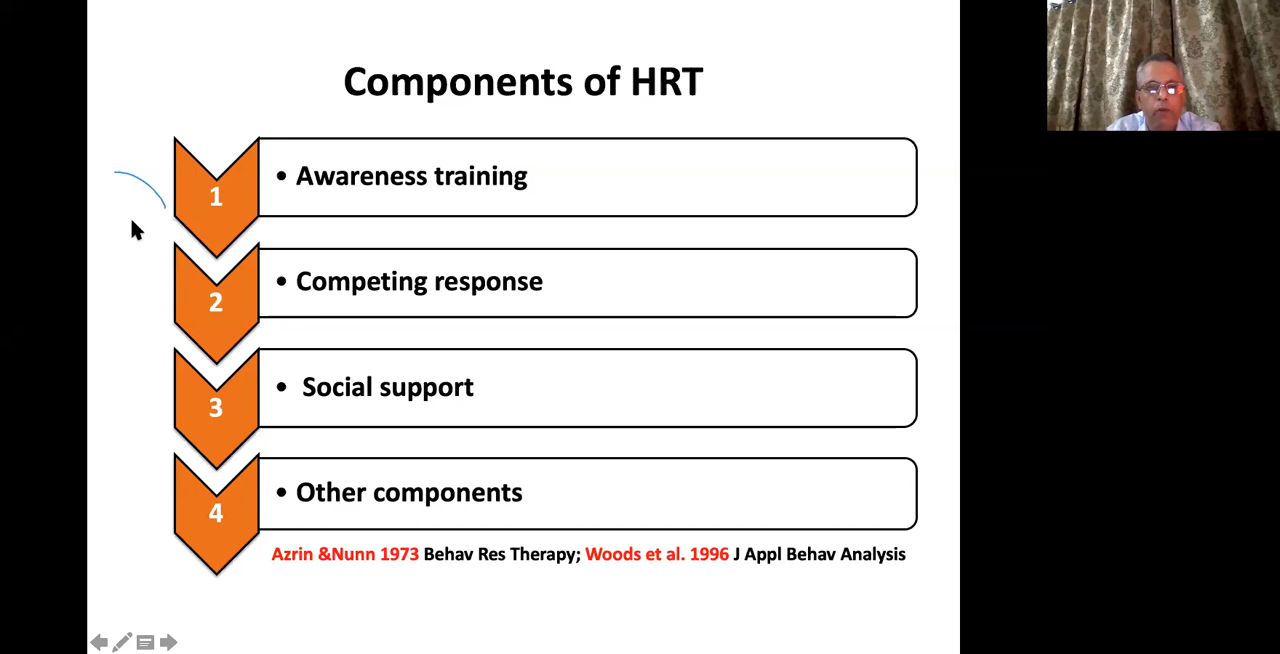 Components of HRT
1
• Awareness training
2
• Competing response
3
• Social support
4
• Other components
Azrin &Nunn 1973 Behav Res Therapy; Woods et al. 1996 J Appl Behav Analysis